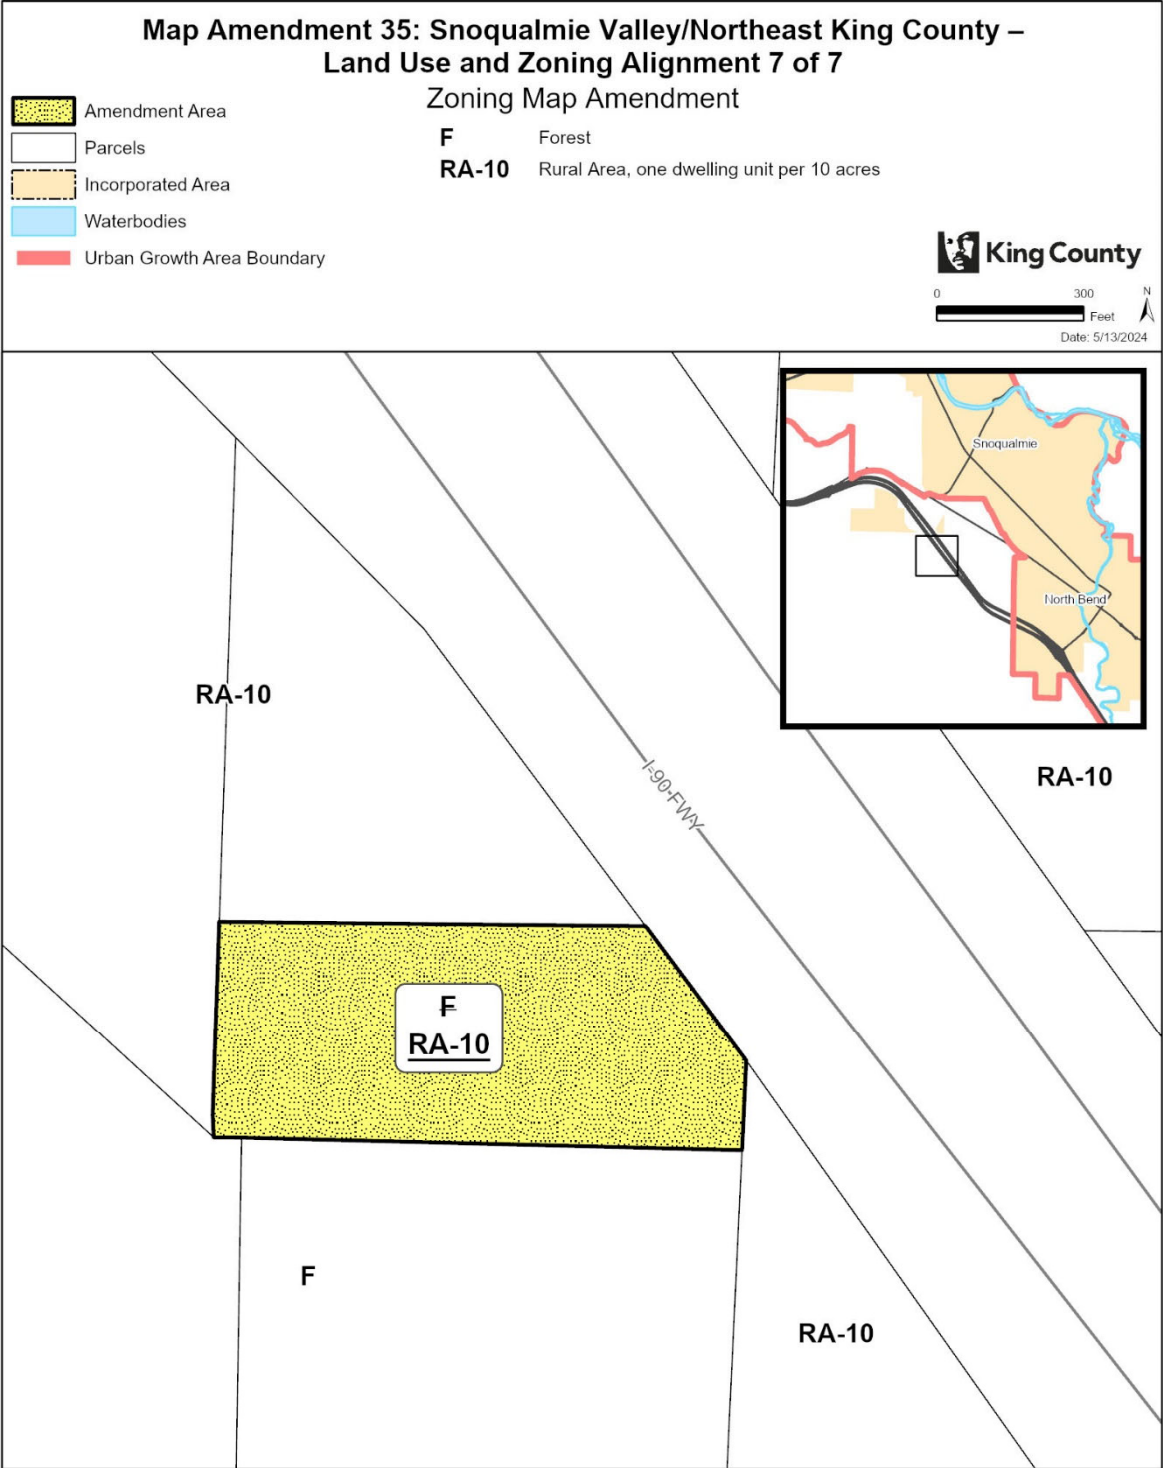 Map Amendment 35: Snoqualmie Valley/Northeast King County –
Land Use and Zoning Alignment 7 of 7
Zoning Map Amendment
Amendment Area
Parcels
Incorporated Area
Waterbodies
Urban Growth Area Boundary
F Forest
RA-10 Rural Area, one dwelling unit per 10 acres
King County
0 300
Feet
N
Date: 5/13/2024
Snoqualmie
North Bend
RA-10
I-90 FWY
RA-10
F
RA-10
F
RA-10